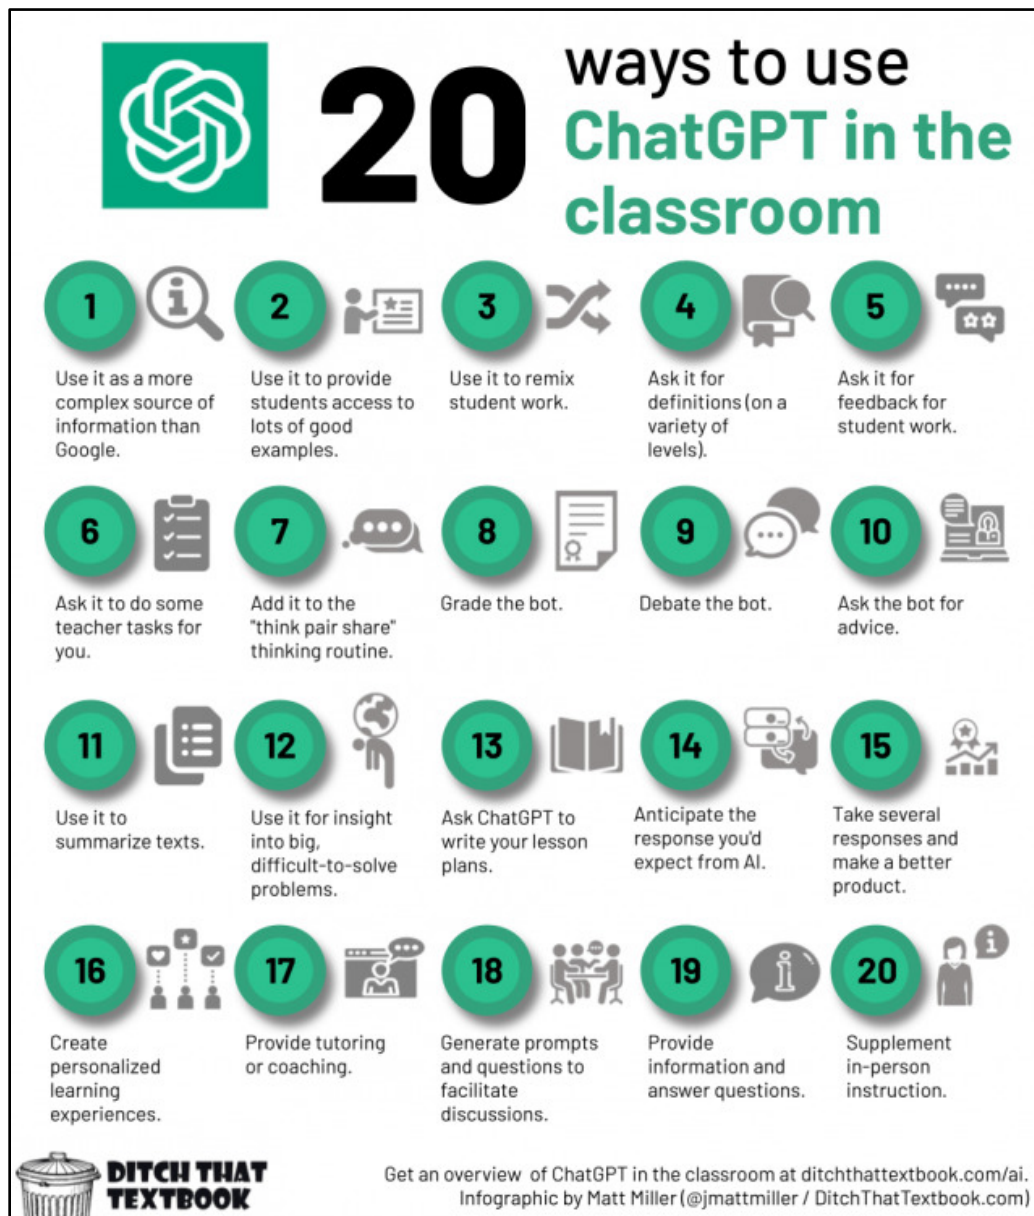 20
ways to use
ChatGPT in the
classroom
1
Use it as a more
complex source of
information than
Google.
2
Use it to provide
students access to
lots of good
examples.
3
Use it to remix
student work.
4
Ask it for
definitions (on a
variety of
levels).
5
Ask it for
feedback for
student work.
6
Ask it to do some
teacher tasks for
you.
7
Add it to the
"think pair share"
thinking routine.
8
Grade the bot.
9
Debate the bot.
10
Ask the bot for
advice.
11
Use it to
summarize texts.
12
Use it for insight
into big,
difficult-to-solve
problems.
13
Ask ChatGPT to
write your lesson
plans.
14
Anticipate the
response you'd
expect from AI.
15
Take several
responses and
make a better
product.
16
Create
personalized
learning
experiences.
17
Provide tutoring
or coaching.
18
Generate prompts
and questions to
facilitate
discussions.
19
Provide
information and
answer questions.
20
Supplement
in-person
instruction.
DITCH THAT
TEXTBOOK
Get an overview of ChatGPT in the classroom at ditchthattextbook.com/ai.
Infographic by Matt Miller (@jmattmiller / DitchThatTextbook.com)